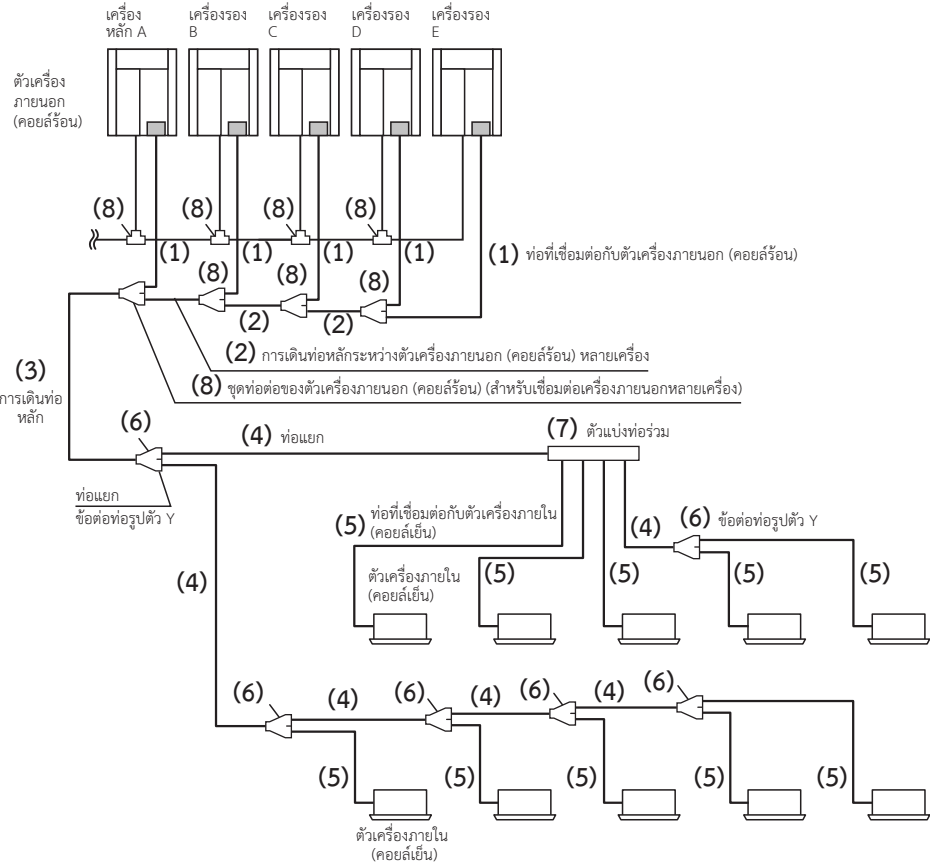 เครื่อง
หลัก A
เครื่องรอง
B
เครื่องรอง
C
เครื่องรอง
D
เครื่องรอง
E
ตัวเครื่อง
ภายนอก
(คอยล์ร้อน)
(8)
(8)
(8)
(8)
(1)
(1)
(1)
(1)
(1) ท่อที่เชื่อมต่อกับตัวเครื่องภายนอก (คอยล์ร้อน)
(8)
(8)
(8)
(2)
(2)
(2) การเดินท่อหลักระหว่างตัวเครื่องภายนอก (คอยล์ร้อน) หลายเครื่อง
(8) ชุดท่อต่อของตัวเครื่องภายนอก (คอยล์ร้อน) (สำหรับเชื่อมต่อเครื่องภายนอกหลายเครื่อง)
(3)
การเดินท่อ
หลัก
(6)
(4) ท่อแยก
(7) ตัวแบ่งท่อร่วม
ท่อแยก
ข้อต่อท่อรูปตัว Y
(5) ท่อที่เชื่อมต่อกับตัวเครื่องภายใน
(คอยล์เย็น)
(4)
(6) ข้อต่อท่อรูปตัว Y
(4)
ตัวเครื่องภายใน
(คอยล์เย็น)
(5)
(5)
(5)
(5)
(6)
(4)
(6)
(4)
(6)
(4)
(6)
(5)
(5)
(5)
(5)
(5)
ตัวเครื่องภายใน
(คอยล์เย็น)